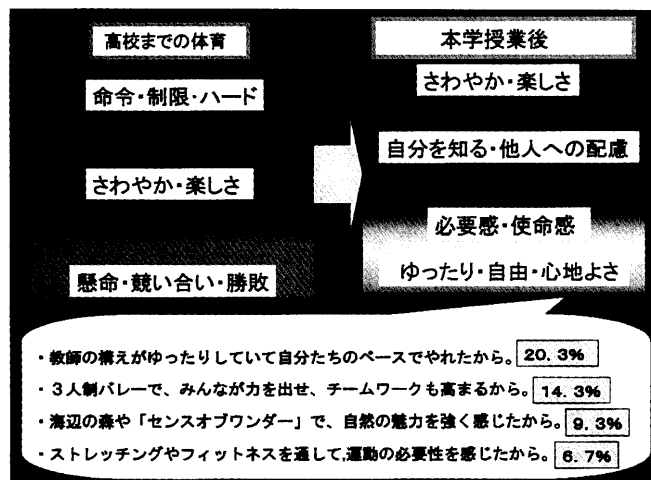 高校までの体育
命令・制限・ハード
さわやか・楽しさ
懸命・競い合い・勝敗
本学授業後
さわやか・楽しさ
自分を知る・他人への配慮
必要感・使命感
ゆったり・自由・心地よさ
・教師の構えがゆったりしていて自分たちのペースでやれたから。 20.3%
・３人制バレーで、みんなが力を出せ、チームワークも高まるから。 14.3%
・海辺の森や「センスオブワンダー」で、自然の魅力を強く感じたから。 9.3%
・ストレッチングやフィットネスを通して,運動の必要性を感じたから。 6.7%